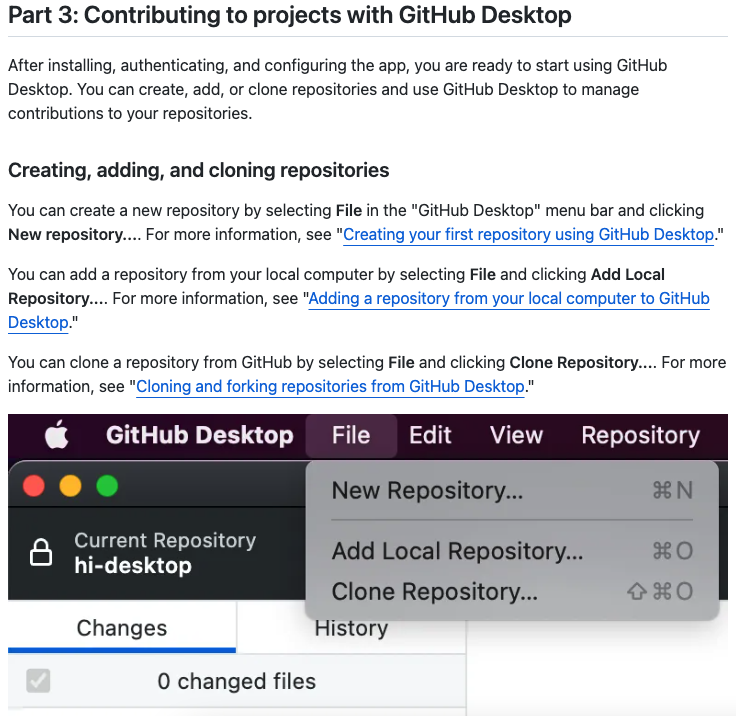 Part 3: Contributing to projects with GitHub Desktop
After installing, authenticating, and configuring the app, you are ready to start using GitHub
Desktop. You can create, add, or clone repositories and use GitHub Desktop to manage
contributions to your repositories.
Creating, adding, and cloning repositories
You can create a new repository by selecting File in the "GitHub Desktop" menu bar and clicking
New repository.... For more information, see "Creating your first repository using GitHub Desktop."
You can add a repository from your local computer by selecting File and clicking Add Local
Repository.... For more information, see "Adding a repository from your local computer to GitHub
Desktop."
You can clone a repository from GitHub by selecting File and clicking Clone Repository.... For more
information, see "Cloning and forking repositories from GitHub Desktop."
GitHub Desktop File Edit View Repository
New Repository... ⌘N
Add Local Repository... ⌘O
Clone Repository... ⇧⌘O
Current Repository
hi-desktop
Changes History
0 changed files